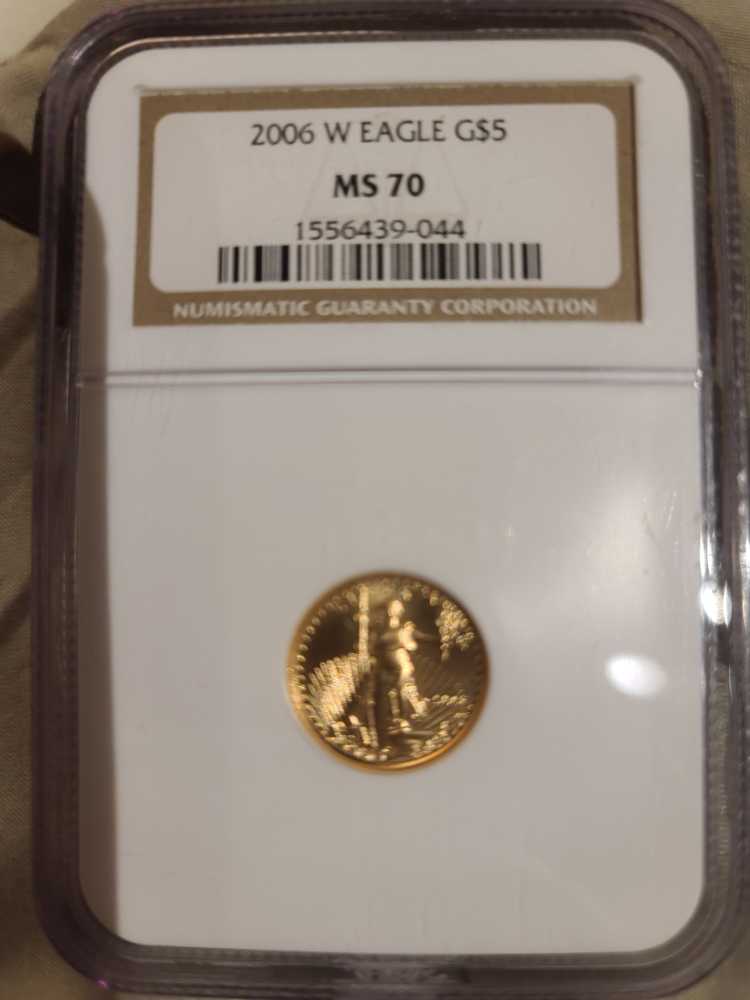 2006 W EAGLE G$5
MS 70
1556439-044
NUMISMATIC GUARANTY CORPORATION